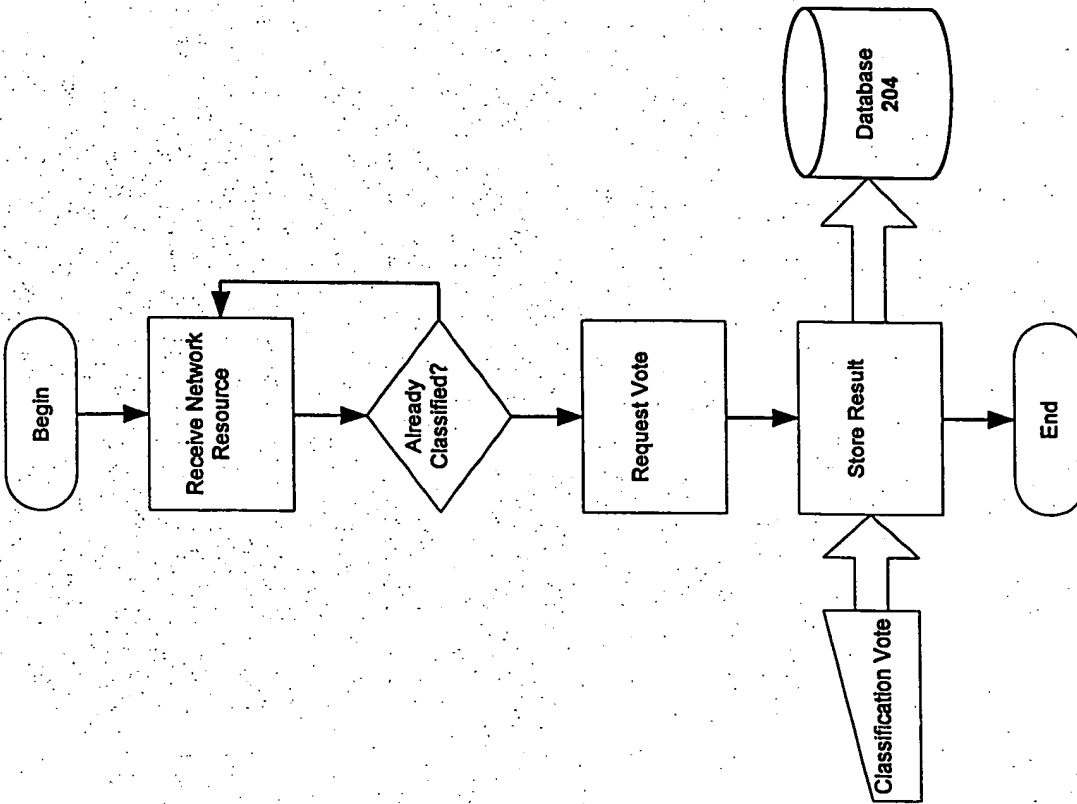 Begin
Receive Network
Resource
Already
Classified?
Request Vote
Classification Vote
Store Result
Database
204
End